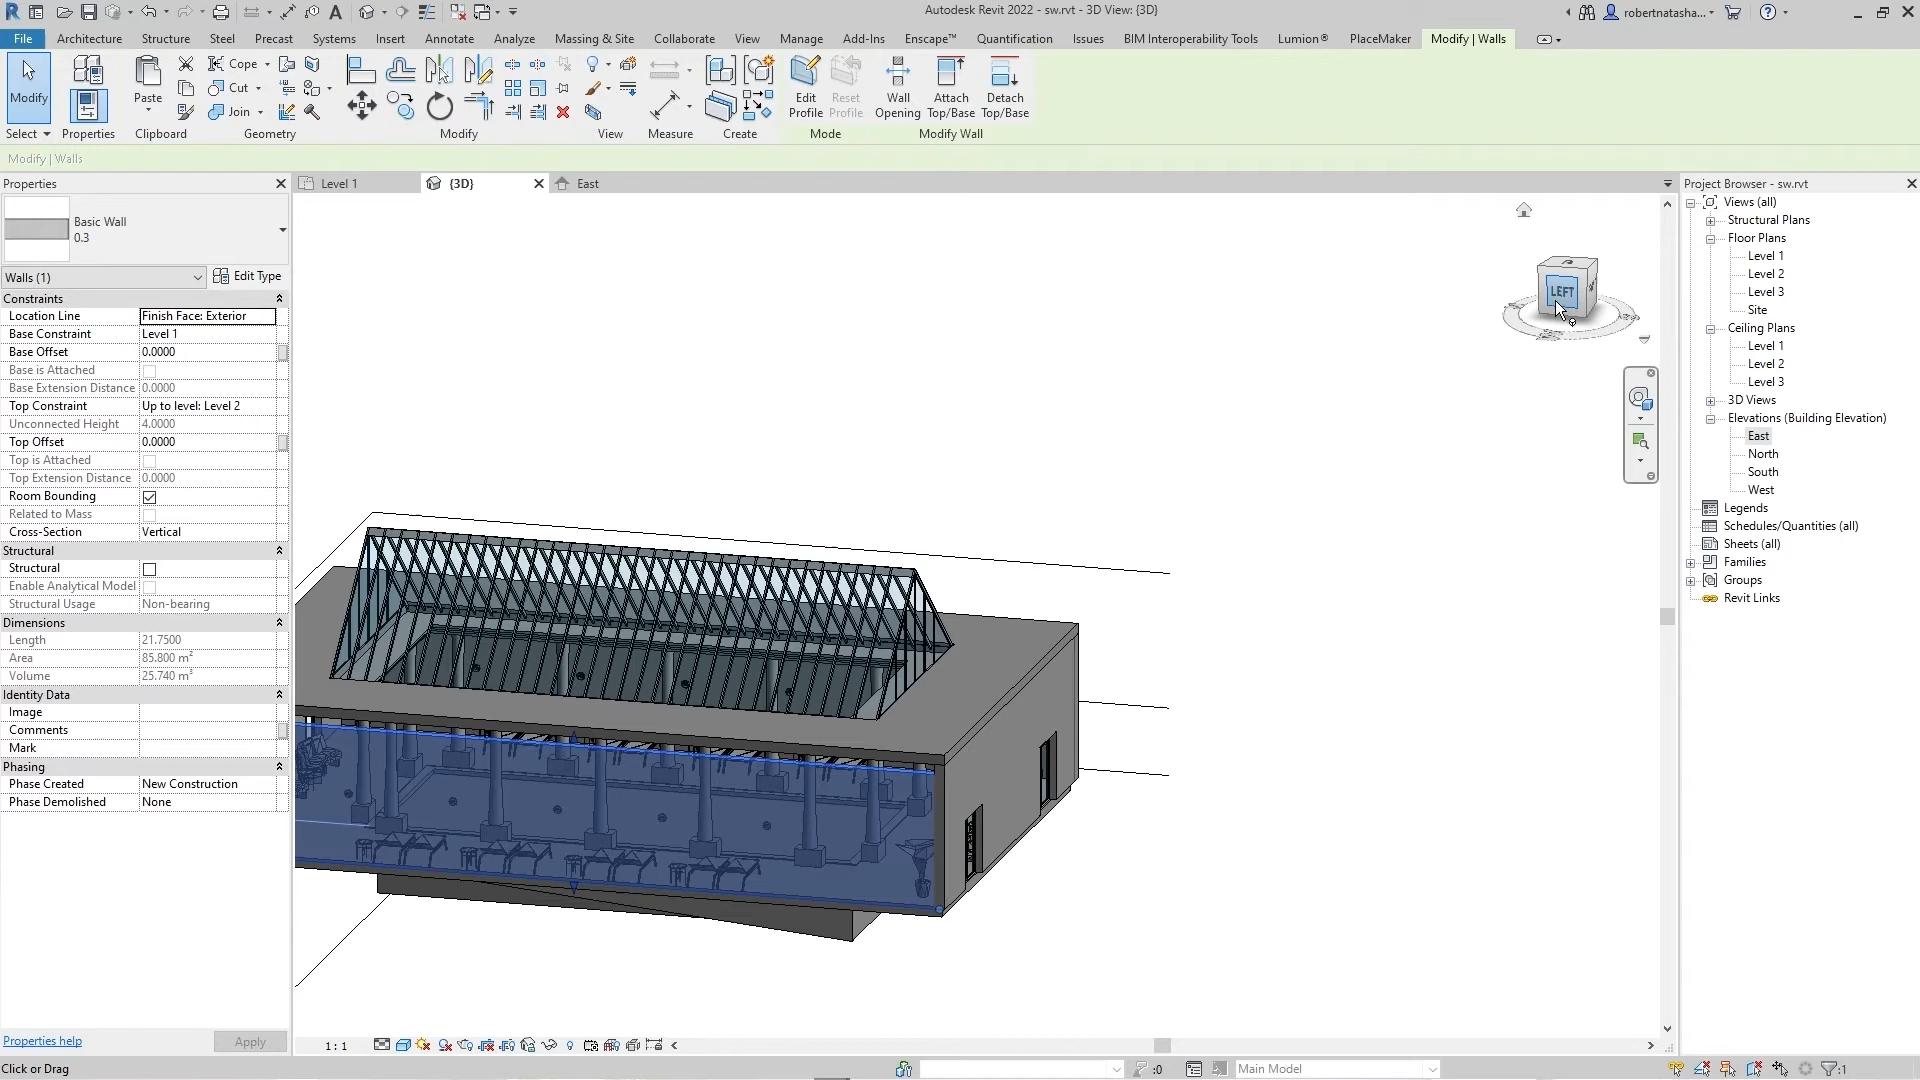 Autodesk Revit 2022 - sw.rvt - 3D View: {3D}
robertnatasha...
File Architecture Structure Steel Precast Systems Insert Annotate Analyze Massing & Site Collaborate View Manage Add-Ins Enscape™ Quantification Issues BIM Interoperability Tools Lumion® PlaceMaker Modify | Walls
Modify
Paste
Cope
Cut
Join
Edit Profile
Reset Profile
Wall Opening
Attach Top/Base
Detach Top/Base
Select Properties Clipboard Geometry Modify View Measure Create Mode Modify Wall
Modify | Walls
Properties
Level 1
{3D}
East
Project Browser - sw.rvt
Basic Wall
0.3
Walls (1)
Edit Type
Constraints
Location Line Finish Face: Exterior
Base Constraint Level 1
Base Offset 0.0000
Base is Attached
Base Extension Distance 0.0000
Top Constraint Up to level: Level 2
Unconnected Height 4.0000
Top Offset 0.0000
Top is Attached
Top Extension Distance 0.0000
Room Bounding
Related to Mass
Cross-Section Vertical
Structural
Structural
Enable Analytical Model
Structural Usage Non-bearing
Dimensions
Length 21.7500
Area 85.800 m²
Volume 25.740 m³
Identity Data
Image
Comments
Mark
Phasing
Phase Created New Construction
Phase Demolished None
Properties help
Apply
LEFT
Views (all)
Structural Plans
Floor Plans
Level 1
Level 2
Level 3
Site
Ceiling Plans
Level 1
Level 2
Level 3
3D Views
Elevations (Building Elevation)
East
North
South
West
Legends
Schedules/Quantities (all)
Sheets (all)
Families
Groups
Revit Links
1 : 1
Click or Drag
:0
Main Model
:1